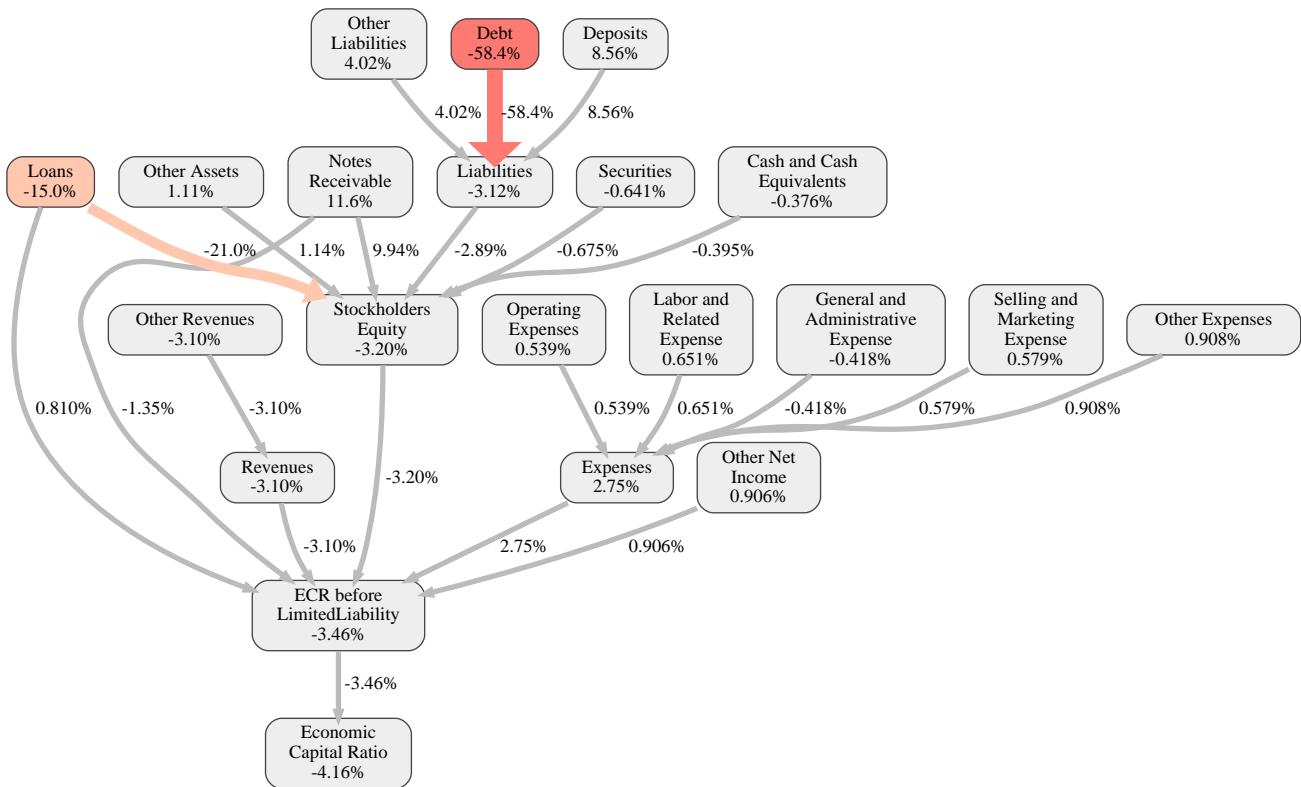 Other
Liabilities
4.02%
Debt
-58.4%
Deposits
8.56%
4.02%
-58.4%
8.56%
Loans
-15.0%
Other Assets
1.11%
Notes
Receivable
11.6%
Liabilities
-3.12%
Securities
-0.641%
Cash and Cash
Equivalents
-0.376%
-21.0%
1.14%
9.94%
-2.89%
-0.675%
-0.395%
Other Revenues
-3.10%
Stockholders
Equity
-3.20%
Operating
Expenses
0.539%
Labor and
Related
Expense
0.651%
General and
Administrative
Expense
-0.418%
Selling and
Marketing
Expense
0.579%
Other Expenses
0.908%
0.810%
-1.35%
-3.10%
0.539%
0.651%
-0.418%
0.579%
0.908%
Revenues
-3.10%
-3.20%
Expenses
2.75%
Other Net
Income
0.906%
-3.10%
2.75%
0.906%
ECR before
LimitedLiability
-3.46%
-3.46%
Economic
Capital Ratio
-4.16%